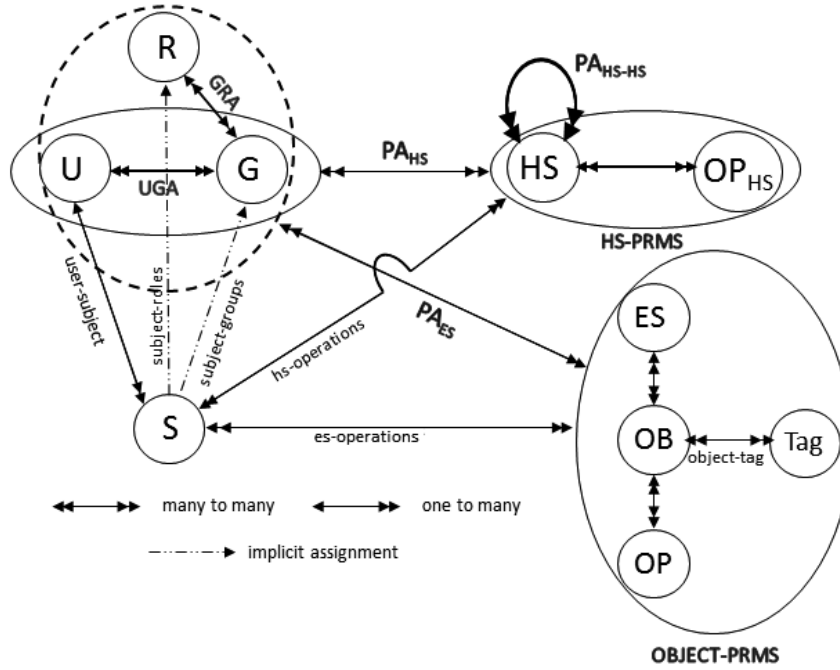 R
GRA
PA_HS-HS
U
UGA
G
PA_HS
HS
OP_HS
HS-PRMS
user-subject
subject-roles
subject-groups
hs-operations
PA_ES
ES
S
es-operations
OB
object-tag
Tag
OP
many to many
one to many
implicit assignment
OBJECT-PRMS